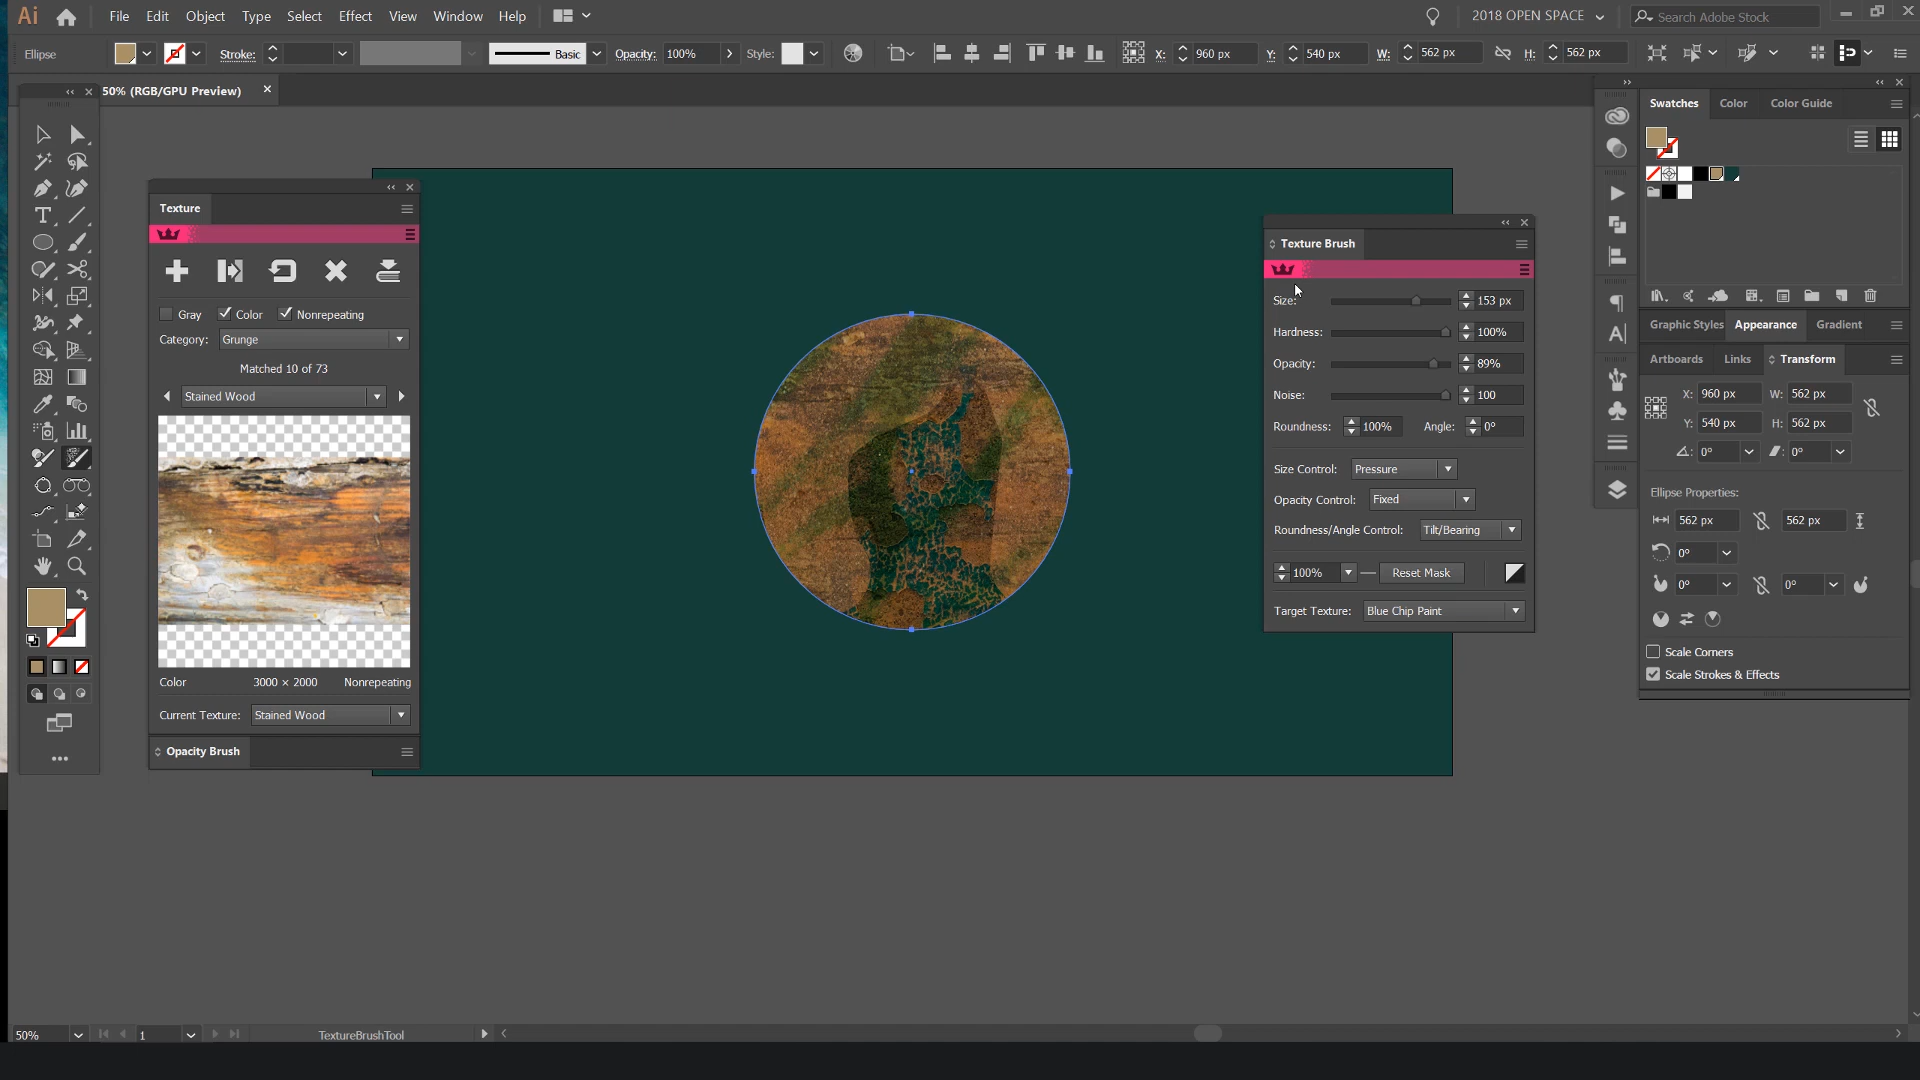 Ai File Edit Object Type Select Effect View Window Help 2018 OPEN SPACE Search Adobe Stock
Ellipse Stroke: Basic Opacity: 100% Style: X: 960 px Y: 540 px W: 562 px H: 562 px
50% (RGB/GPU Preview)
Texture
Gray Color Nonrepeating
Category: Grunge
Matched 10 of 73
Stained Wood
Color 3000 × 2000 Nonrepeating
Current Texture: Stained Wood
Opacity Brush
Texture Brush
Size: 153 px
Hardness: 100%
Opacity: 89%
Noise: 100
Roundness: 100% Angle: 0°
Size Control: Pressure
Opacity Control: Fixed
Roundness/Angle Control: Tilt/Bearing
100% Reset Mask
Target Texture: Blue Chip Paint
Swatches Color Color Guide
Graphic Styles Appearance Gradient
Artboards Links Transform
X: 960 px W: 562 px
Y: 540 px H: 562 px
0° 0°
Ellipse Properties:
562 px 562 px
0°
0° 0°
Scale Corners
Scale Strokes & Effects
50% 1 TextureBrushTool